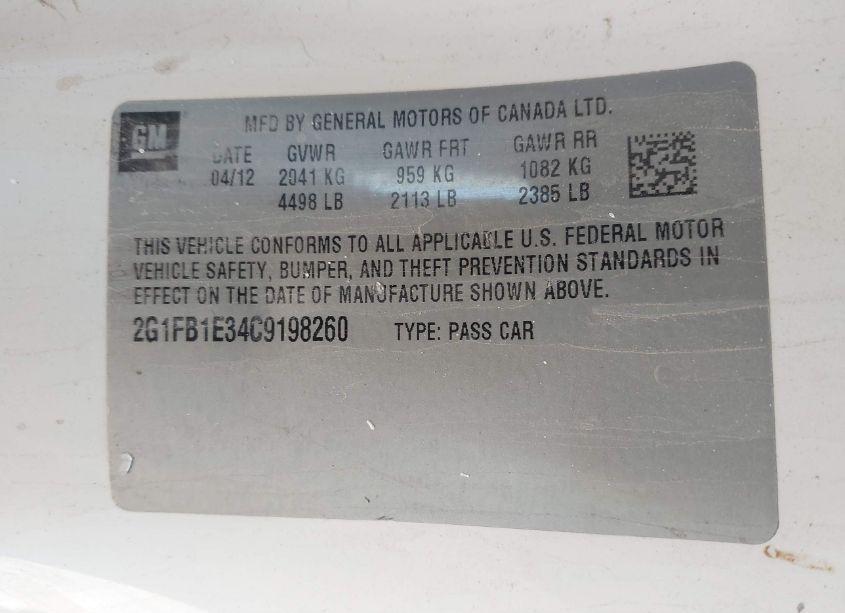 GM
MFD BY GENERAL MOTORS OF CANADA LTD.
DATE GVWR GAWR FRT GAWR RR
04/12 2041 KG 959 KG 1082 KG
4498 LB 2113 LB 2385 LB
THIS VEHICLE CONFORMS TO ALL APPLICABLE U.S. FEDERAL MOTOR
VEHICLE SAFETY, BUMPER, AND THEFT PREVENTION STANDARDS IN
EFFECT ON THE DATE OF MANUFACTURE SHOWN ABOVE.
2G1FB1E34C9198260 TYPE: PASS CAR